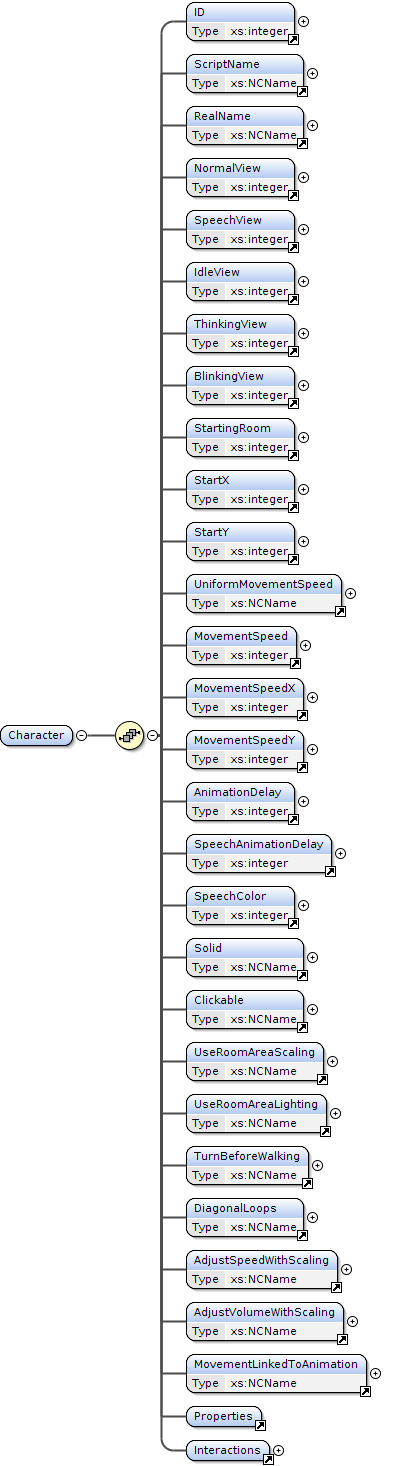 ID
Type xs:integer
ScriptName
Type xs:NCName
RealName
Type xs:NCName
NormalView
Type xs:integer
SpeechView
Type xs:integer
IdleView
Type xs:integer
ThinkingView
Type xs:integer
BlinkingView
Type xs:integer
StartingRoom
Type xs:integer
StartX
Type xs:integer
StartY
Type xs:integer
UniformMovementSpeed
Type xs:NCName
MovementSpeed
Type xs:integer
MovementSpeedX
Type xs:integer
Character
MovementSpeedY
Type xs:integer
AnimationDelay
Type xs:integer
SpeechAnimationDelay
Type xs:integer
SpeechColor
Type xs:integer
Solid
Type xs:NCName
Clickable
Type xs:NCName
UseRoomAreaScaling
Type xs:NCName
UseRoomAreaLighting
Type xs:NCName
TurnBeforeWalking
Type xs:NCName
DiagonalLoops
Type xs:NCName
AdjustSpeedWithScaling
Type xs:NCName
AdjustVolumeWithScaling
Type xs:NCName
MovementLinkedToAnimation
Type xs:NCName
Properties
Interactions